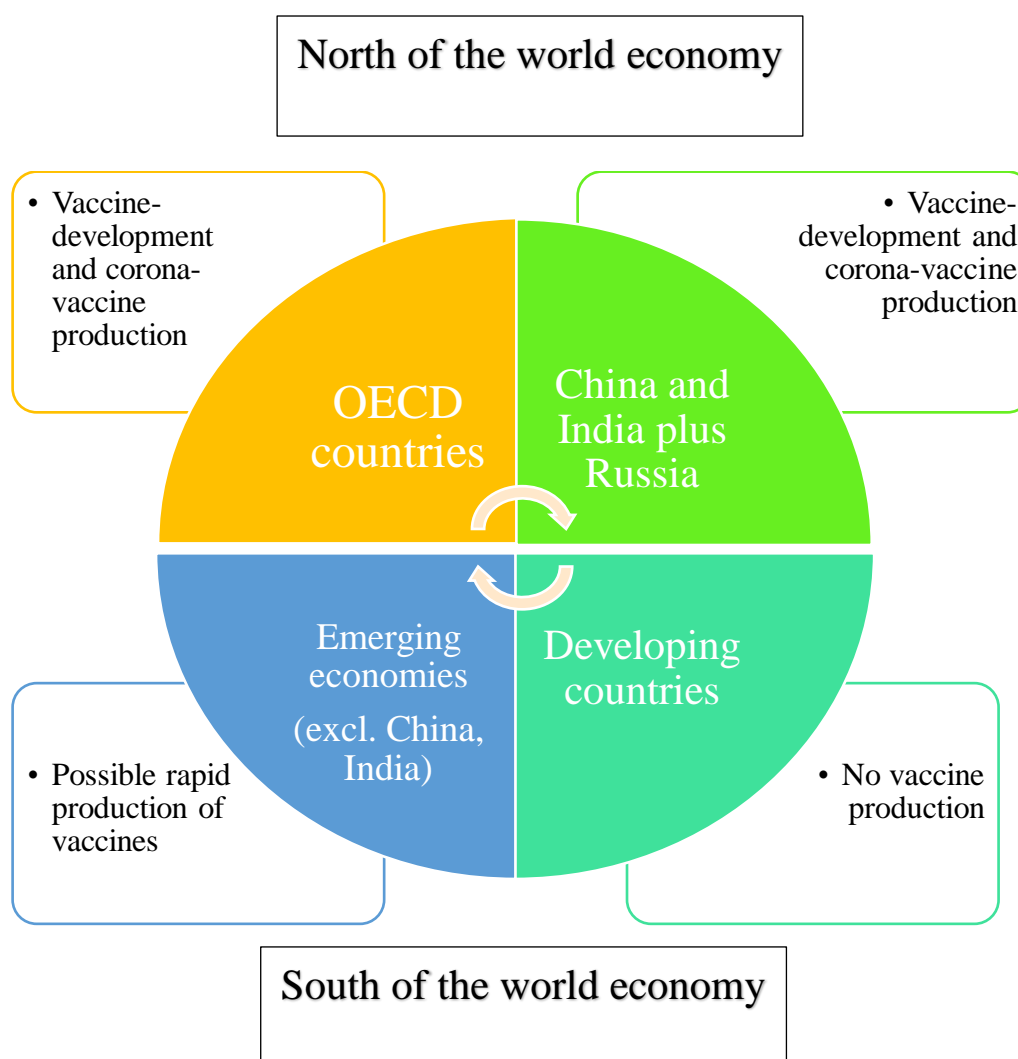 North of the world economy
• Vaccine-
development
and corona-
vaccine
production
• Vaccine-
development and
corona-vaccine
production
OECD
countries
China and
India plus
Russia
Emerging
economies
(excl. China,
India)
Developing
countries
• Possible rapid
production of
vaccines
• No vaccine
production
South of the world economy